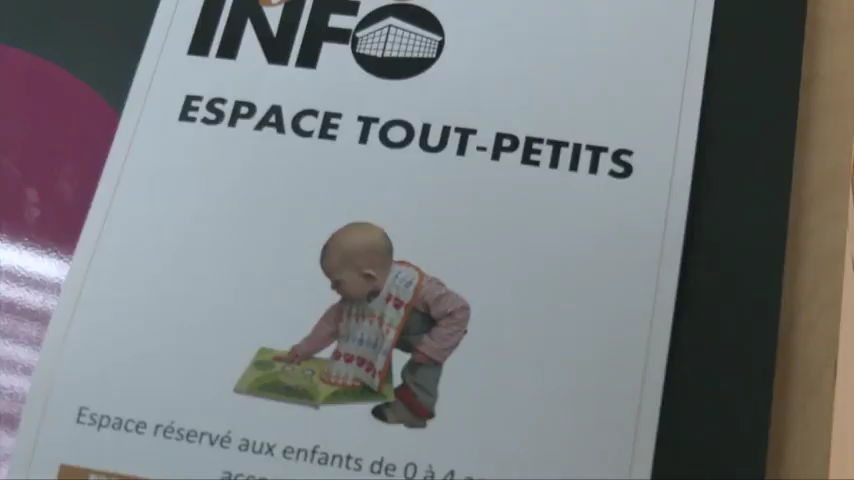 INFO
ESPACE TOUT-PETITS
Espace réservé aux enfants de 0 à 4